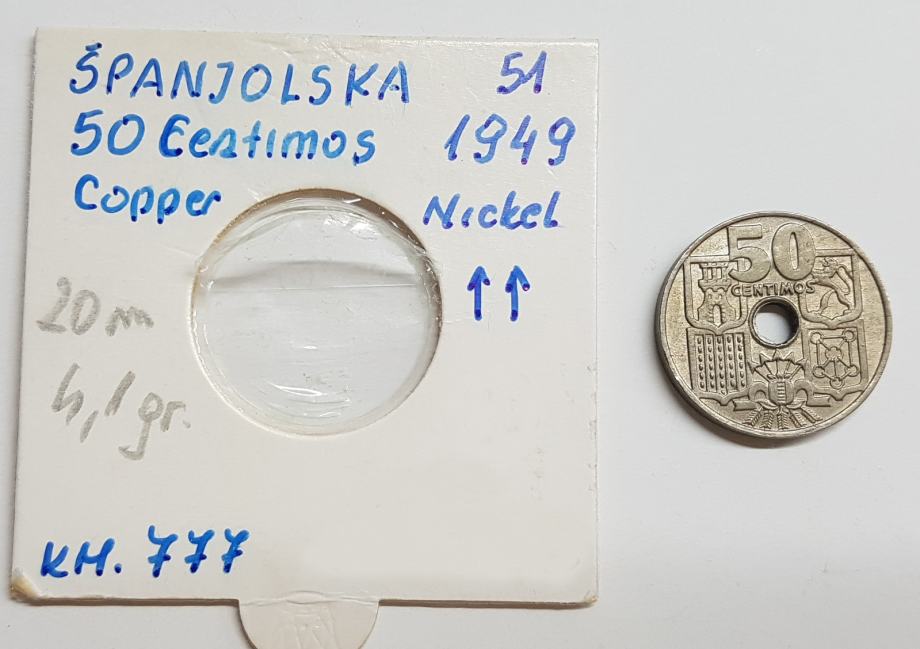 ŠPANJOLSKA 51
50 Centimos 1949
Copper Nickel
↑↑
20 m
4,1 gr.
KM. 777
50
CENTIMOS